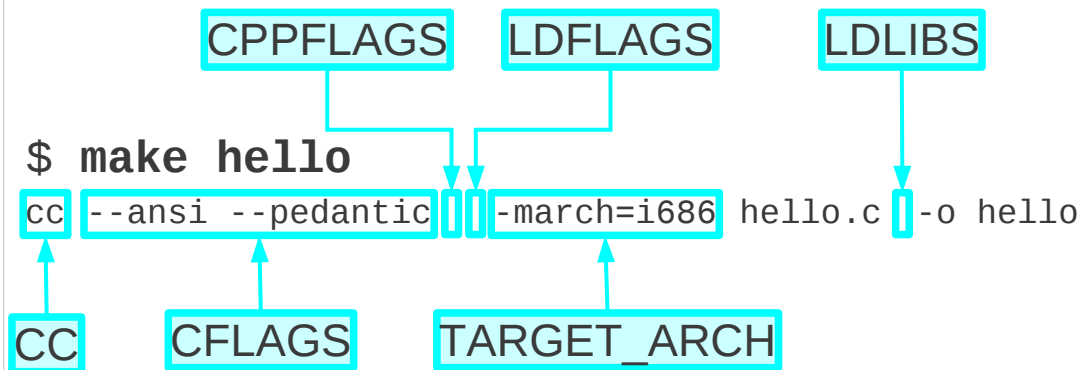 CPPFLAGS LDFLAGS LDLIBS
$ make hello
cc --ansi --pedantic -march=i686 hello.c -o hello
CC CFLAGS TARGET_ARCH